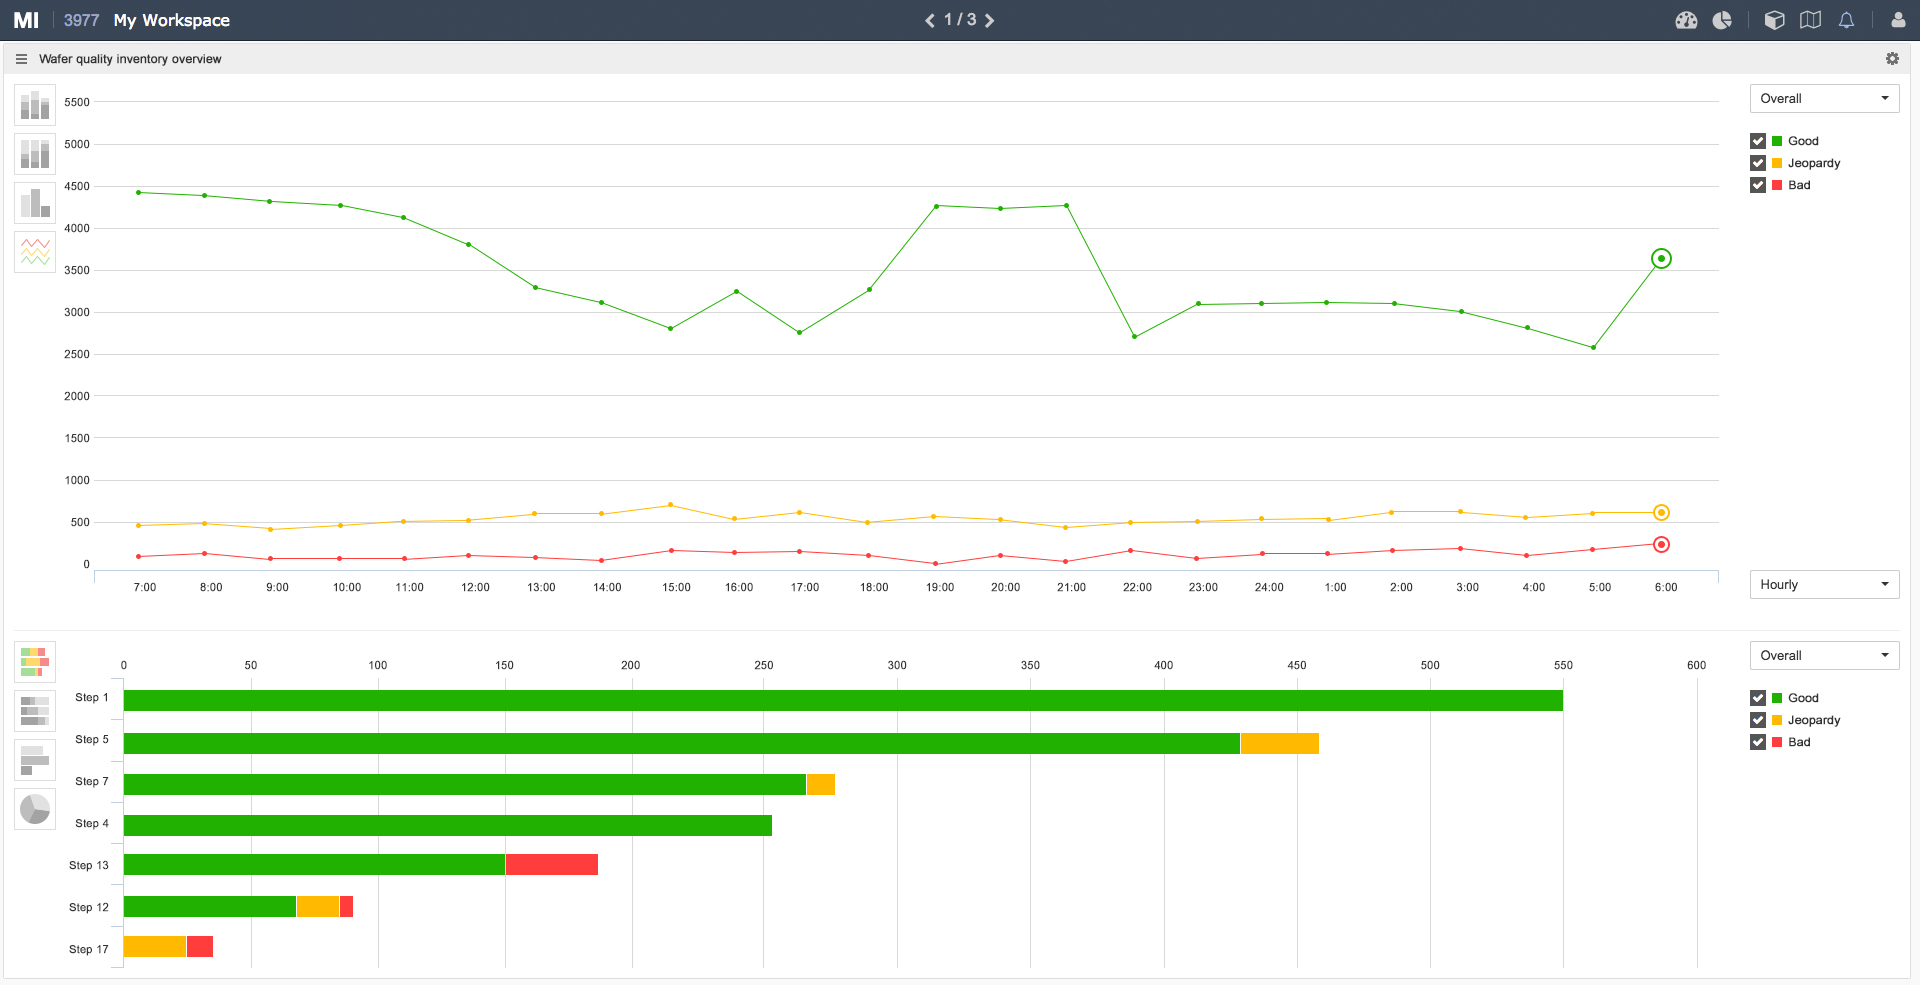 MI 3977 My Workspace 1 / 3
Wafer quality inventory overview
5500
5000
4500
4000
3500
3000
2500
2000
1500
1000
500
0
7:00 8:00 9:00 10:00 11:00 12:00 13:00 14:00 15:00 16:00 17:00 18:00 19:00 20:00 21:00 22:00 23:00 24:00 1:00 2:00 3:00 4:00 5:00 6:00
Overall
Good
Jeopardy
Bad
Hourly
0 50 100 150 200 250 300 350 400 450 500 550 600
Step 1
Step 5
Step 7
Step 4
Step 13
Step 12
Step 17
Overall
Good
Jeopardy
Bad